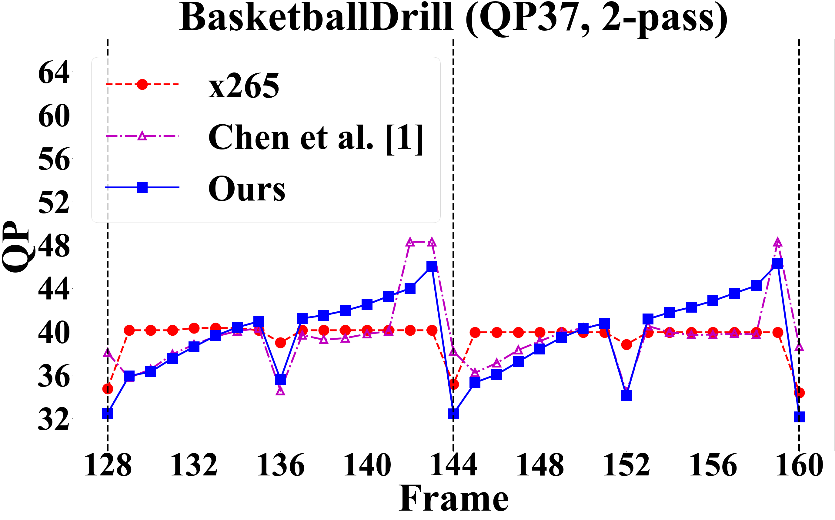 BasketballDrill (QP37, 2-pass)
64
60
56
52
48
44
40
36
32
QP
x265
Chen et al. [1]
Ours
128 132 136 140 144 148 152 156 160
Frame